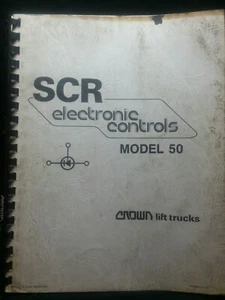 SCR
electronic
controls
MODEL 50
CROWN lift trucks